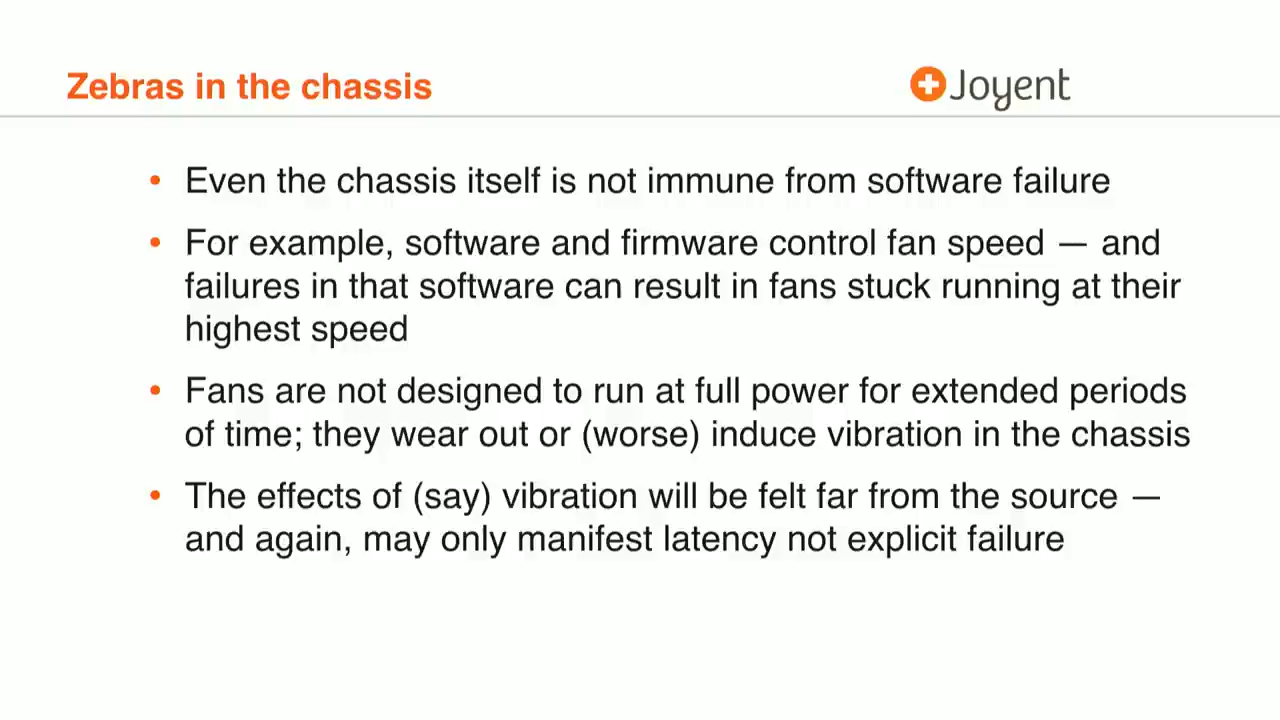 Zebras in the chassis
Joyent
• Even the chassis itself is not immune from software failure
• For example, software and firmware control fan speed — and
failures in that software can result in fans stuck running at their
highest speed
• Fans are not designed to run at full power for extended periods
of time; they wear out or (worse) induce vibration in the chassis
• The effects of (say) vibration will be felt far from the source —
and again, may only manifest latency not explicit failure